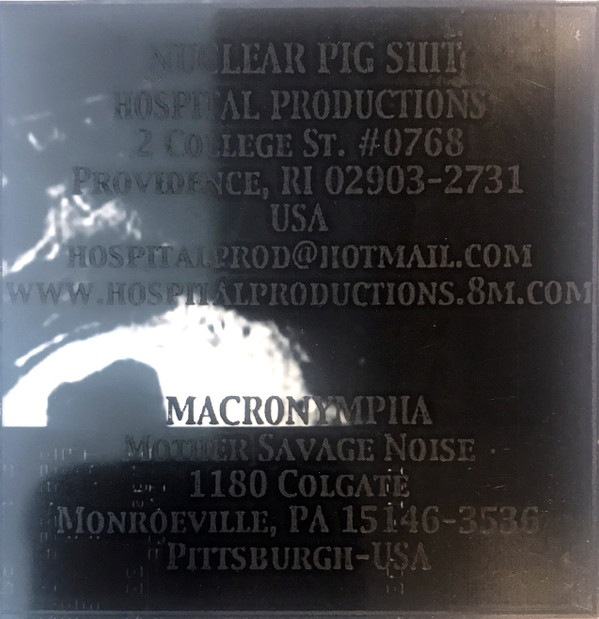 NUCLEAR PIG SHIT
HOSPITAL PRODUCTIONS
2 COLLEGE ST. #0768
PROVIDENCE, RI 02903-2731
USA
HOSPITALPROD@HOTMAIL.COM
WWW.HOSPITALPRODUCTIONS.8M.COM
MACRONYMPHA
MOTHER SAVAGE NOISE
1180 COLGATE
MONROEVILLE, PA 15146-3536
PITTSBURGH-USA